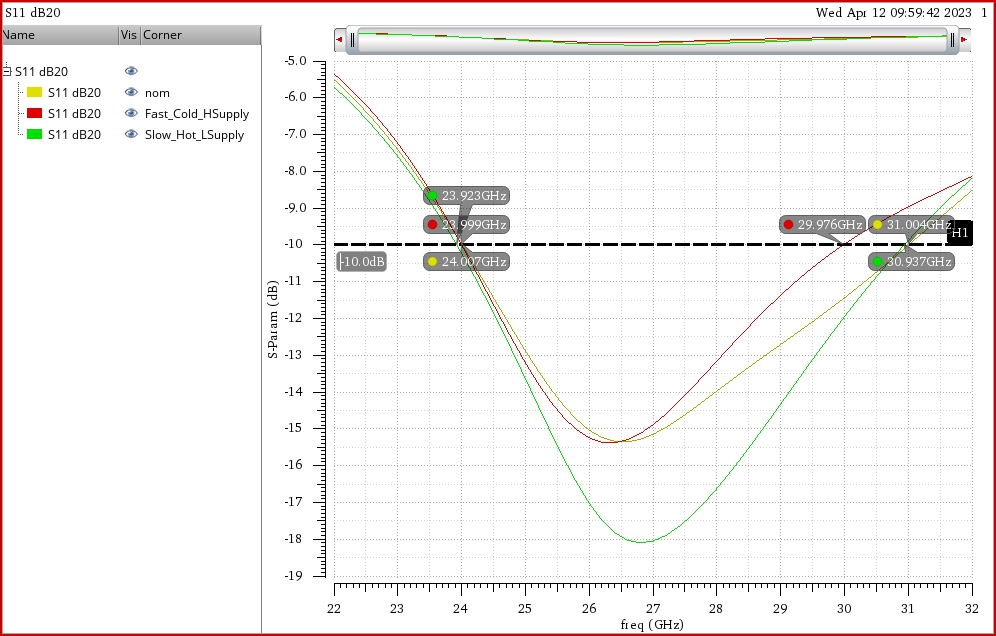 S11 dB20
Wed Apr 12 09:59:42 2023 1
Name Vis Corner
S11 dB20
S11 dB20 nom
S11 dB20 Fast_Cold_HSupply
S11 dB20 Slow_Hot_LSupply
-5.0
-6.0
-7.0
-8.0
-9.0
-10
-11
-12
-13
-14
-15
-16
-17
-18
-19
S-Param (dB)
23.923GHz
23.999GHz
24.007GHz
29.976GHz
31.004GHz
30.937GHz
H1
-10.0dB
22 23 24 25 26 27 28 29 30 31 32
freq (GHz)